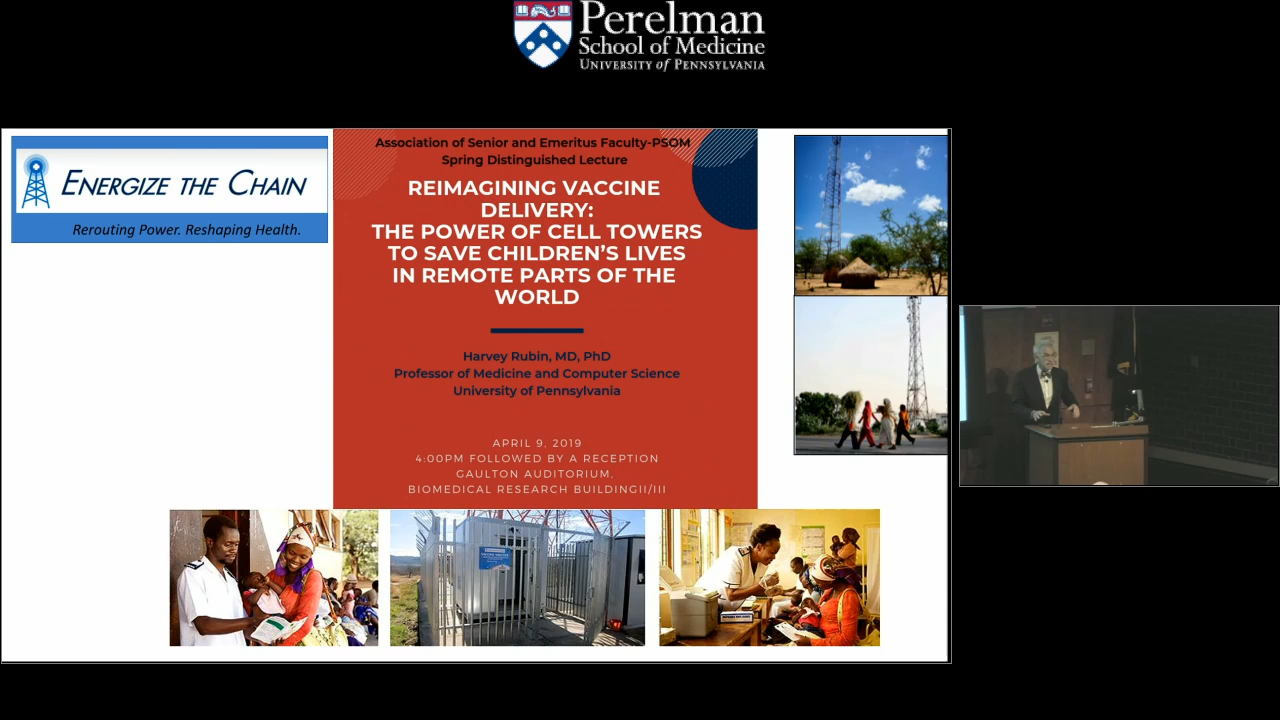 Perelman
School of Medicine
UNIVERSITY of PENNSYLVANIA
ENERGIZE THE CHAIN
Rerouting Power. Reshaping Health.
Association of Senior and Emeritus Faculty-PSOM
Spring Distinguished Lecture
REIMAGINING VACCINE
DELIVERY:
THE POWER OF CELL TOWERS
TO SAVE CHILDREN'S LIVES
IN REMOTE PARTS OF THE
WORLD
Harvey Rubin, MD, PhD
Professor of Medicine and Computer Science
University of Pennsylvania
APRIL 9, 2019
4:00PM FOLLOWED BY A RECEPTION
GAULTON AUDITORIUM,
BIOMEDICAL RESEARCH BUILDINGII/III